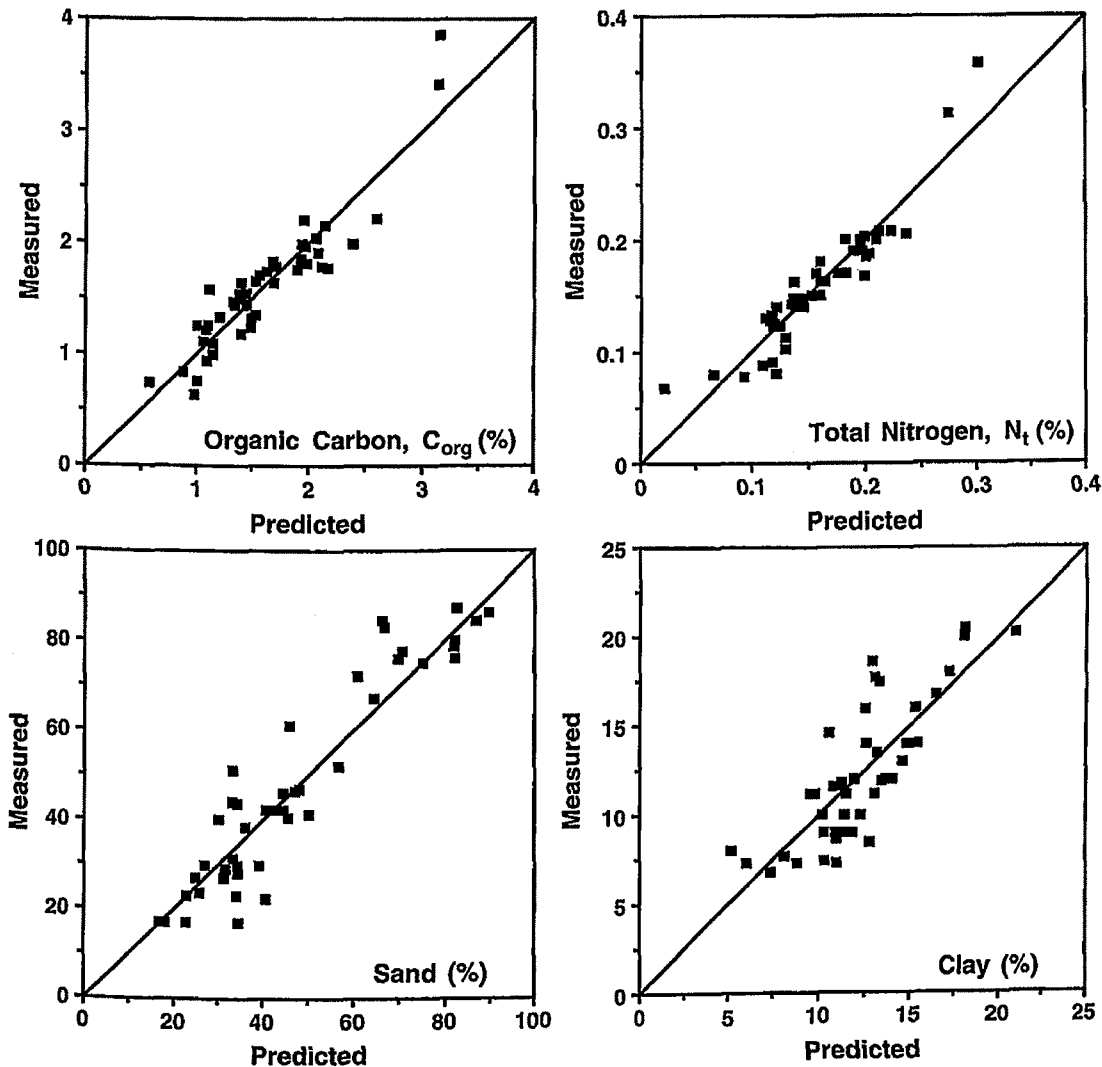 4
3
2
1
0
Measured
Organic Carbon, Corg (%)
0 1 2 3 4
Predicted
0.4
0.3
0.2
0.1
0
Measured
Total Nitrogen, Nt (%)
0 0.1 0.2 0.3 0.4
Predicted
100
80
60
40
20
0
Measured
Sand (%)
0 20 40 60 80 100
Predicted
25
20
15
10
5
0
Measured
Clay (%)
0 5 10 15 20 25
Predicted